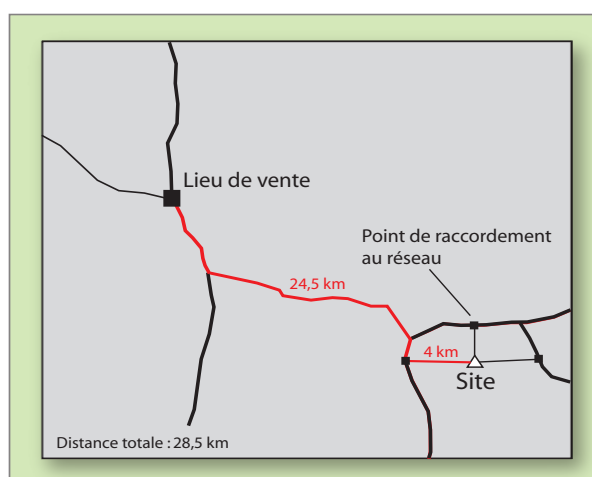 Lieu de vente
Point de raccordement
au réseau
24,5 km
4 km
Site
Distance totale : 28,5 km